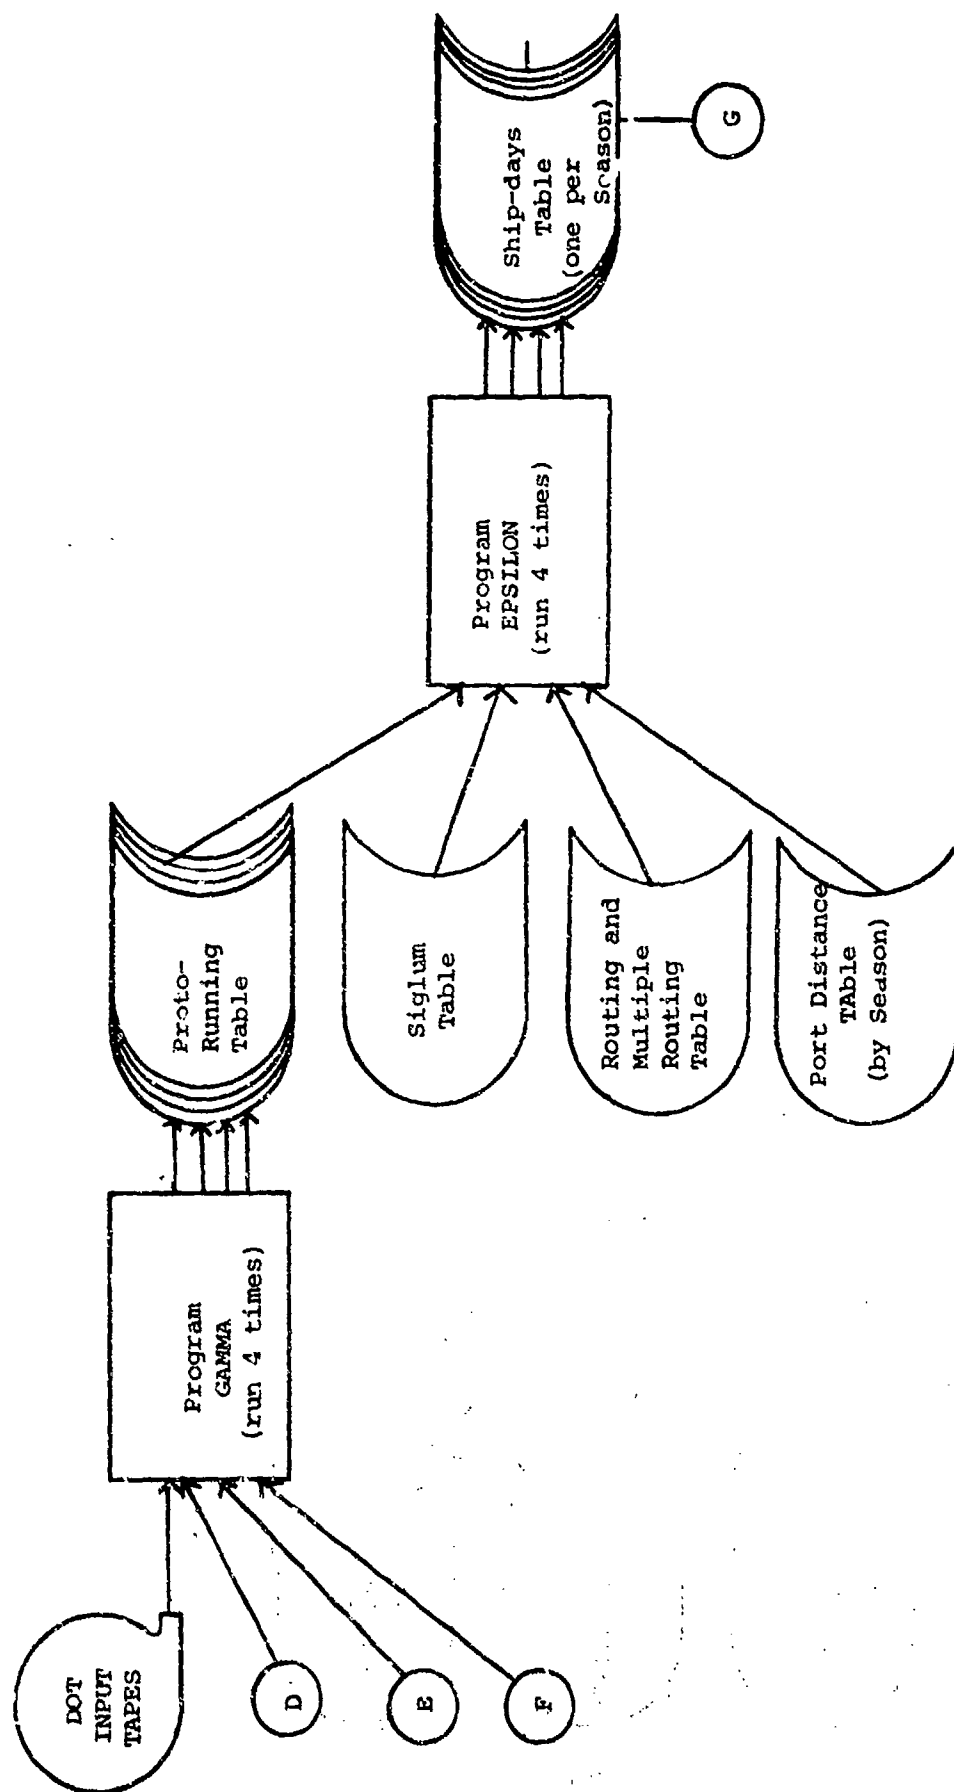 DOT
INPUT
TAPES
D
E
F
Program
GAMMA
(run 4 times)
Proto-
Running
Table
Siglum
Table
Routing and
Multiple
Routing
Table
Port Distance
TAble
(by Season)
Program
EPSILON
(run 4 times)
Ship-days
Table
(one per
Season)
G